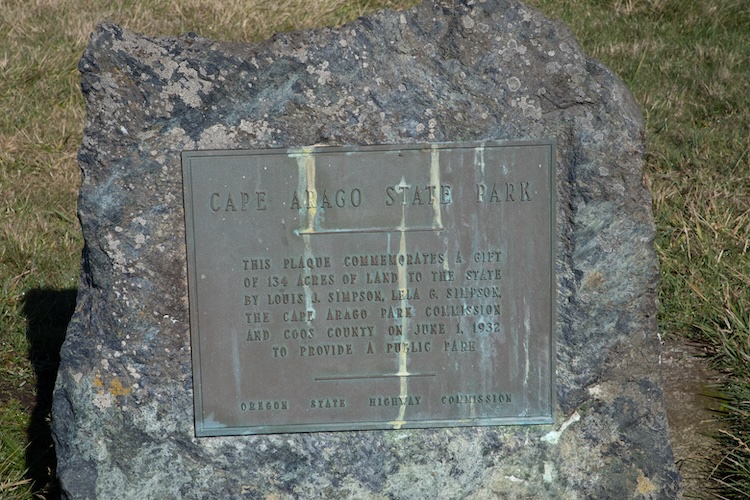 CAPE ARAGO STATE PARK
THIS PLAQUE COMMEMORATES A GIFT
OF 134 ACRES OF LAND TO THE STATE
BY LOUIS J. SIMPSON, LELA G. SIMPSON,
THE CAPE ARAGO PARK COMMISSION
AND COOS COUNTY ON JUNE 1, 1932
TO PROVIDE A PUBLIC PARK
OREGON STATE HIGHWAY COMMISSION